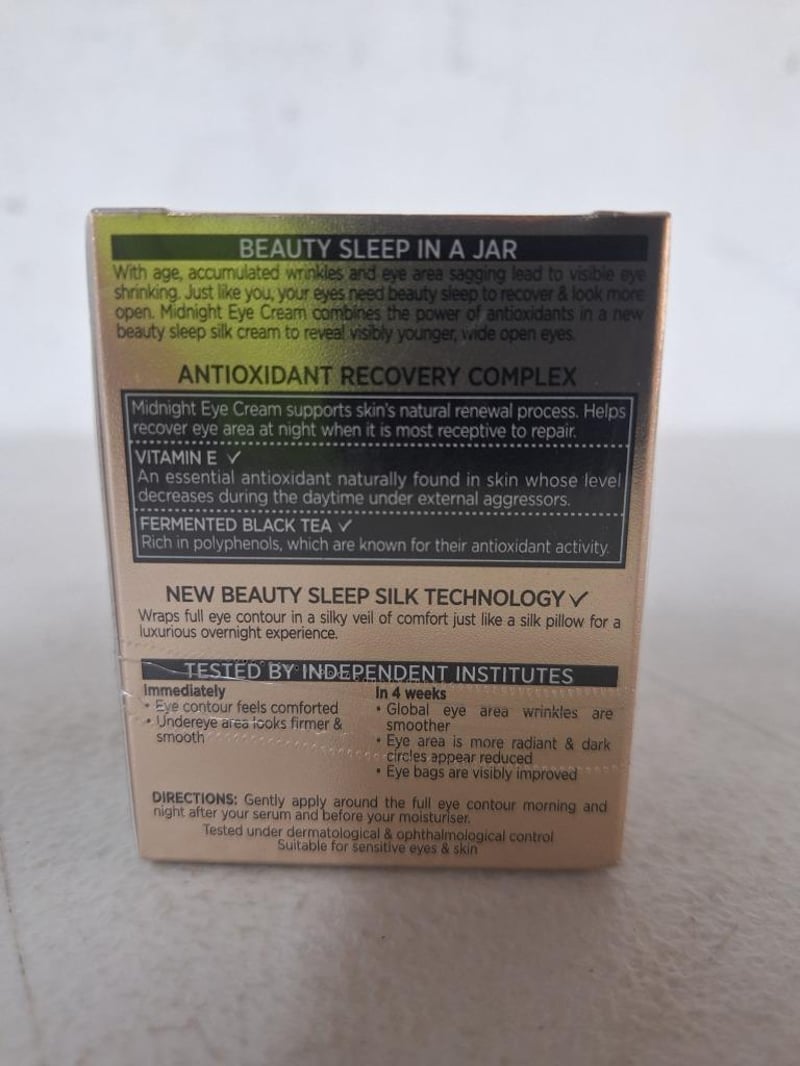 BEAUTY SLEEP IN A JAR
With age, accumulated wrinkles and eye area sagging lead to visible eye
shrinking. Just like you, your eyes need beauty sleep to recover & look more
open. Midnight Eye Cream combines the power of antioxidants in a new
beauty sleep silk cream to reveal visibly younger, wide open eyes.
ANTIOXIDANT RECOVERY COMPLEX
Midnight Eye Cream supports skin's natural renewal process. Helps
recover eye area at night when it is most receptive to repair.
VITAMIN E ✓
An essential antioxidant naturally found in skin whose level
decreases during the daytime under external aggressors.
FERMENTED BLACK TEA ✓
Rich in polyphenols, which are known for their antioxidant activity.
NEW BEAUTY SLEEP SILK TECHNOLOGY ✓
Wraps full eye contour in a silky veil of comfort just like a silk pillow for a
luxurious overnight experience.
TESTED BY INDEPENDENT INSTITUTES
Immediately
• Eye contour feels comforted
• Undereye area looks firmer &
smooth
In 4 weeks
• Global eye area wrinkles are
smoother
• Eye area is more radiant & dark
circles appear reduced
• Eye bags are visibly improved
DIRECTIONS: Gently apply around the full eye contour morning and
night after your serum and before your moisturiser.
Tested under dermatological & ophthalmological control
Suitable for sensitive eyes & skin